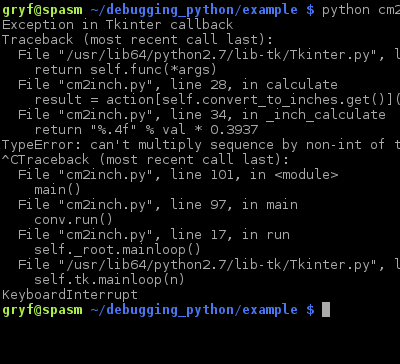 gryf@spasm ~/debugging_python/example $ python cm2
Exception in Tkinter callback
Traceback (most recent call last):
  File "/usr/lib64/python2.7/lib-tk/Tkinter.py", l
    return self.func(*args)
  File "cm2inch.py", line 28, in calculate
    result = action[self.convert_to_inches.get()](
  File "cm2inch.py", line 34, in _inch_calculate
    return "%.4f" % val * 0.3937
TypeError: can't multiply sequence by non-int of t
^CTraceback (most recent call last):
  File "cm2inch.py", line 101, in <module>
    main()
  File "cm2inch.py", line 97, in main
    conv.run()
  File "cm2inch.py", line 17, in run
    self._root.mainloop()
  File "/usr/lib64/python2.7/lib-tk/Tkinter.py", l
    self.tk.mainloop(n)
KeyboardInterrupt
gryf@spasm ~/debugging_python/example $